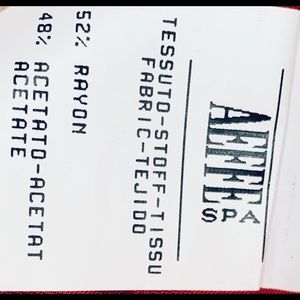 AEFFE
SPA
TESSUTO-STOFF-TISSU
FABRIC-TEJIDO
52% RAYON
48% ACETATO-ACETAT
ACETATE